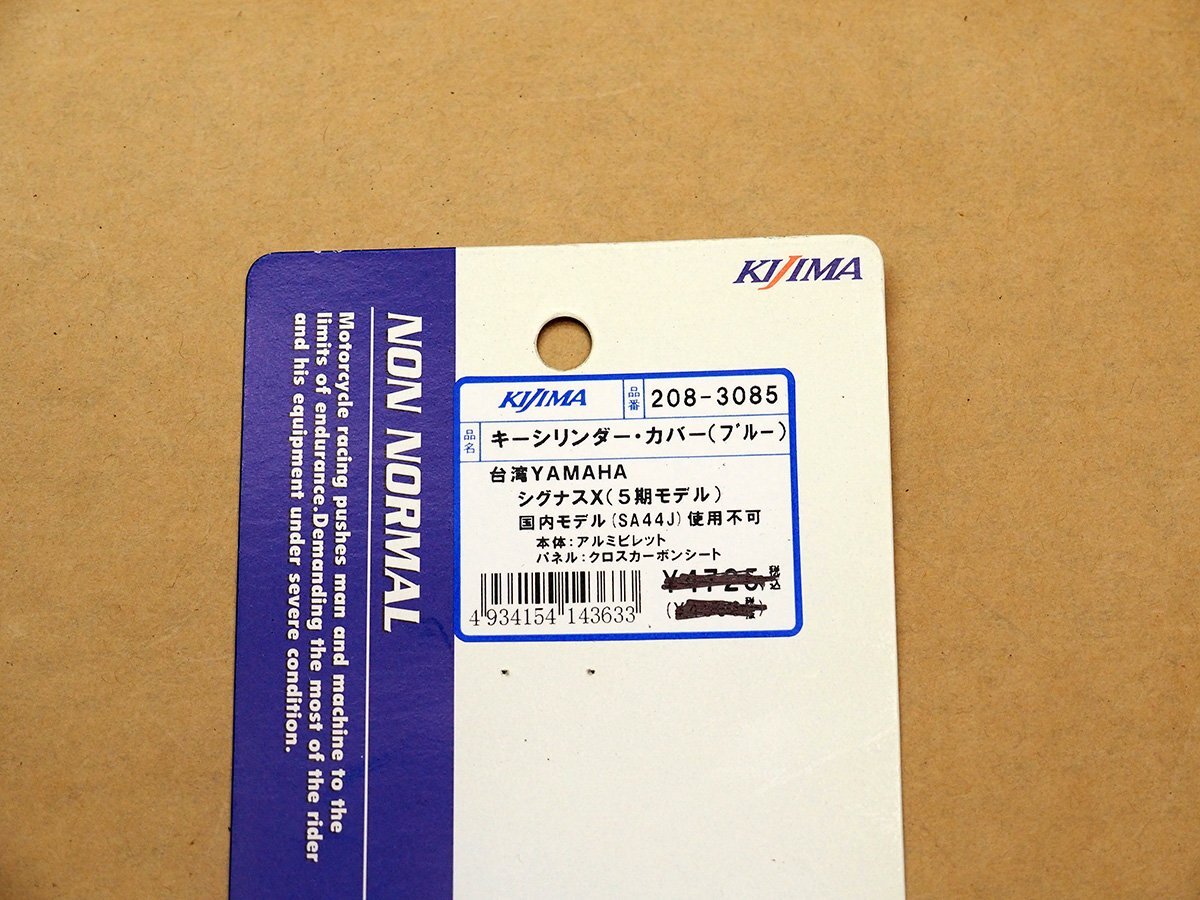 KIJIMA
NON NORMAL
Motorcycle racing pushes man and machine to the
limits of endurance.Demanding the most of the rider
and his equipment under severe condition.
KIJIMA 品番 208-3085
品名 キーシリンダー・カバー(ブルー)
台湾YAMAHA
シグナスX(5期モデル)
国内モデル(SA44J)使用不可
本体:アルミビレット
パネル:クロスカーボンシート
¥4725 税込
4934154 143633